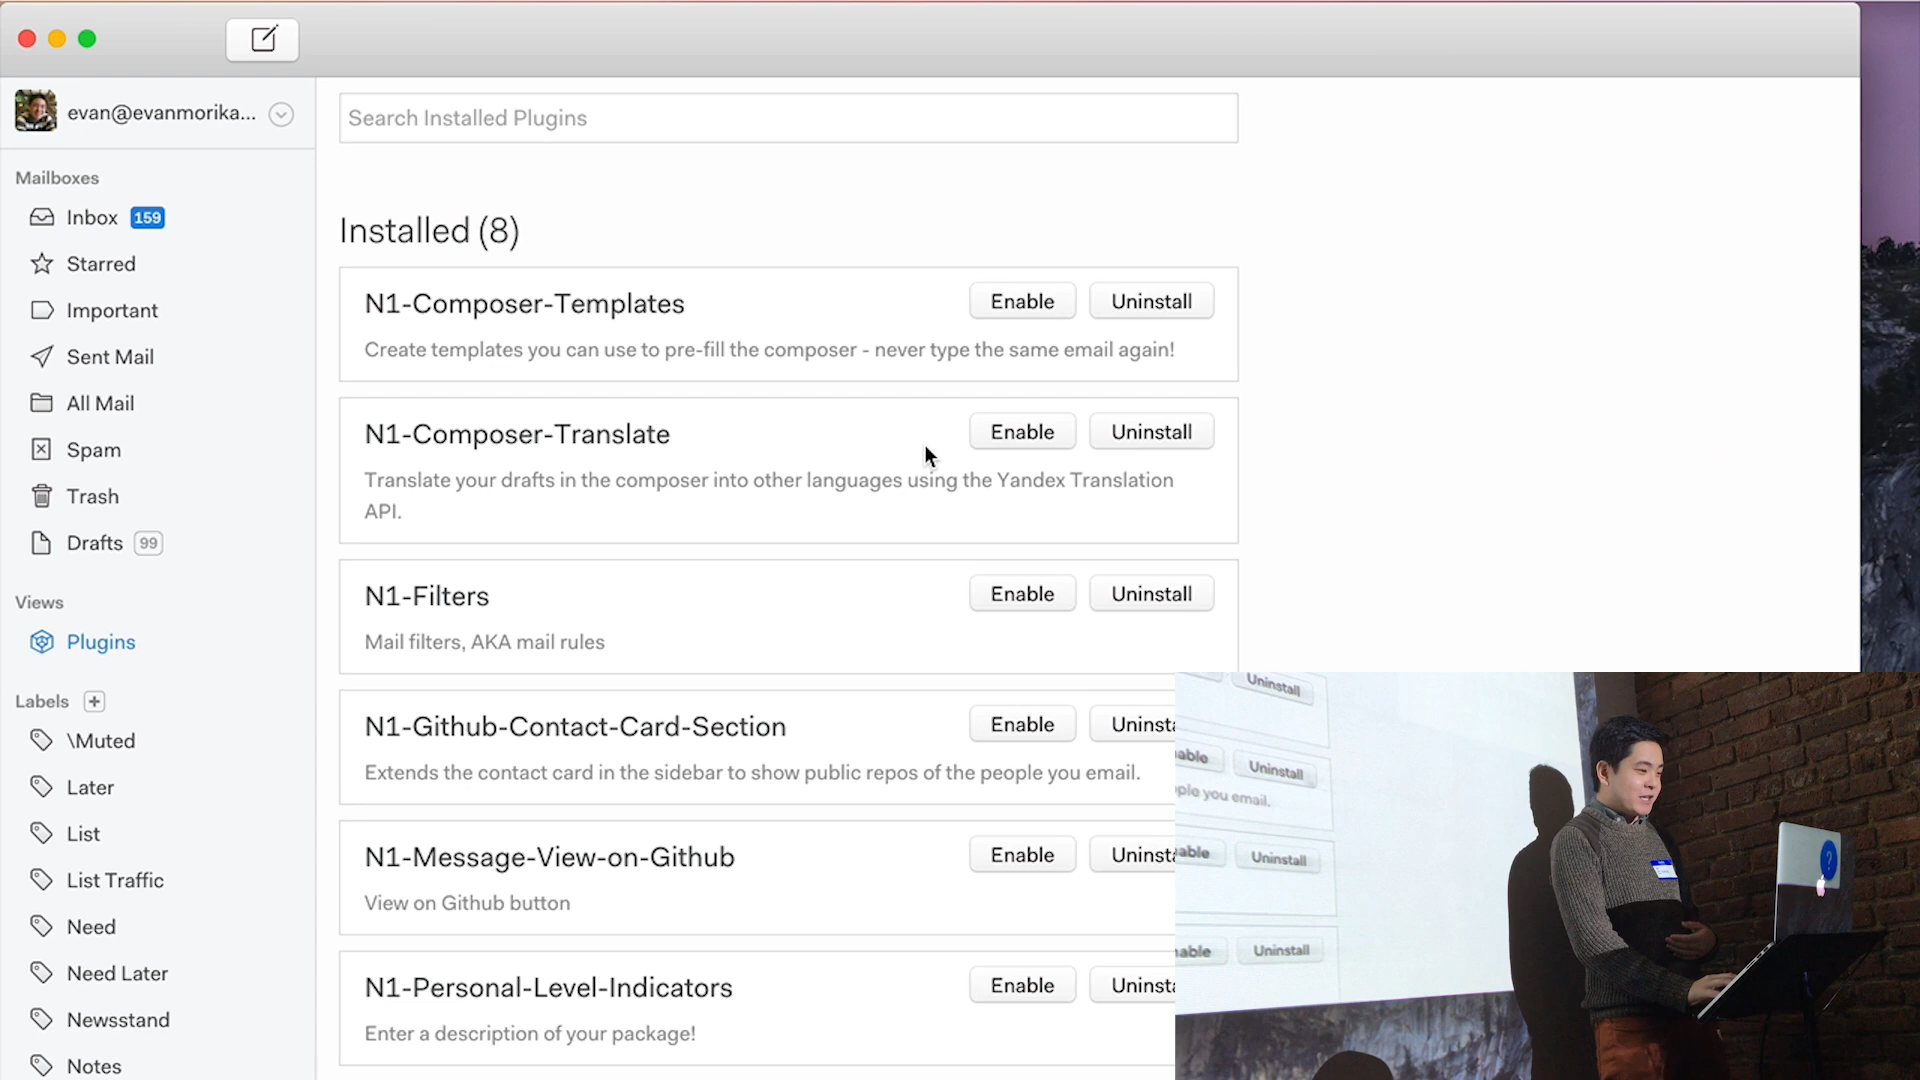 evan@evanmorika...
Search Installed Plugins
Mailboxes
Inbox 159
Starred
Important
Sent Mail
All Mail
Spam
Trash
Drafts 99
Views
Plugins
Labels +
\Muted
Later
List
List Traffic
Need
Need Later
Newsstand
Notes
Installed (8)
N1-Composer-Templates Enable Uninstall
Create templates you can use to pre-fill the composer - never type the same email again!
N1-Composer-Translate Enable Uninstall
Translate your drafts in the composer into other languages using the Yandex Translation
API.
N1-Filters Enable Uninstall
Mail filters, AKA mail rules
N1-Github-Contact-Card-Section Enable Uninsta
Extends the contact card in the sidebar to show public repos of the people you email.
N1-Message-View-on-Github Enable Uninsta
View on Github button
N1-Personal-Level-Indicators Enable Uninsta
Enter a description of your package!
Uninstall
able Uninstall
ple you email.
able Uninstall
able Uninstall
?